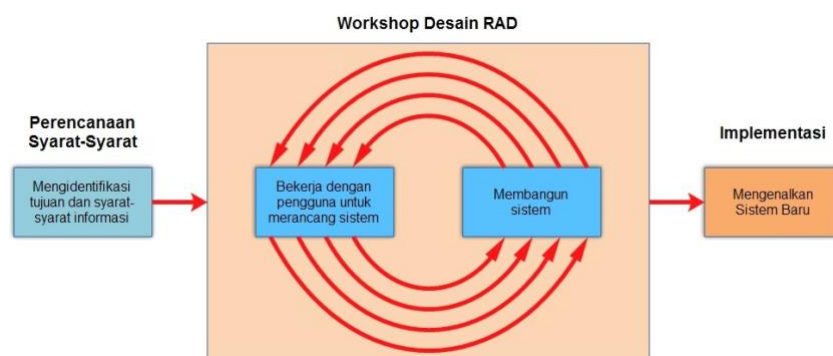 Workshop Desain RAD
Perencanaan
Syarat-Syarat
Mengidentifikasi
tujuan dan syarat-
syarat informasi
Bekerja dengan
pengguna untuk
merancang sistem
Membangun
sistem
Implementasi
Mengenalkan
Sistem Baru